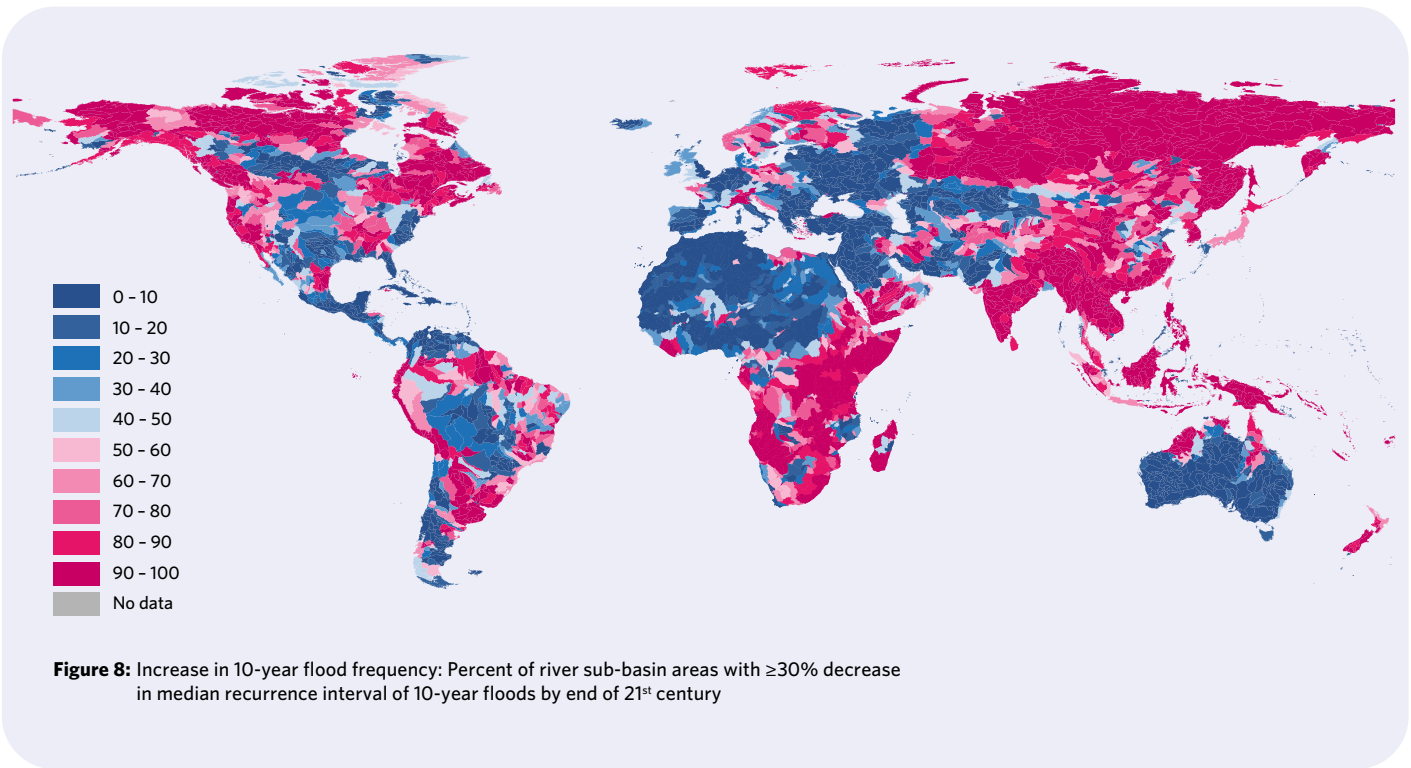 0 – 10
10 – 20
20 – 30
30 – 40
40 – 50
50 – 60
60 – 70
70 – 80
80 – 90
90 – 100
No data
Figure 8: Increase in 10-year flood frequency: Percent of river sub-basin areas with ≥30% decrease
in median recurrence interval of 10-year floods by end of 21st century